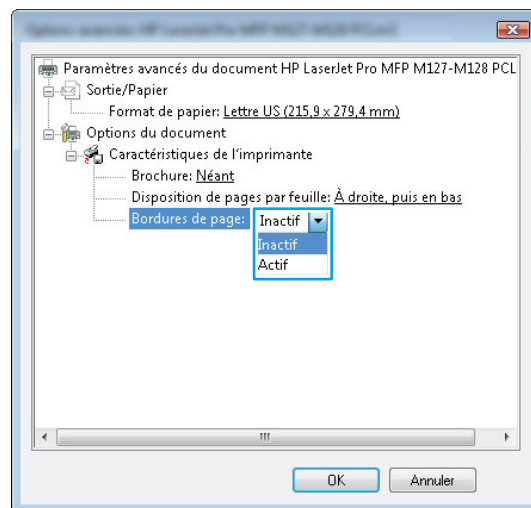 Paramètres avancés du document HP LaserJet Pro MFP M127-M128 PCL
Sortie/Papier
Format de papier: Lettre US (215,9 x 279,4 mm)
Options du document
Caractéristiques de l'imprimante
Brochure: Néant
Disposition de pages par feuille: À droite, puis en bas
Bordures de page: Inactif
Inactif
Actif
OK Annuler